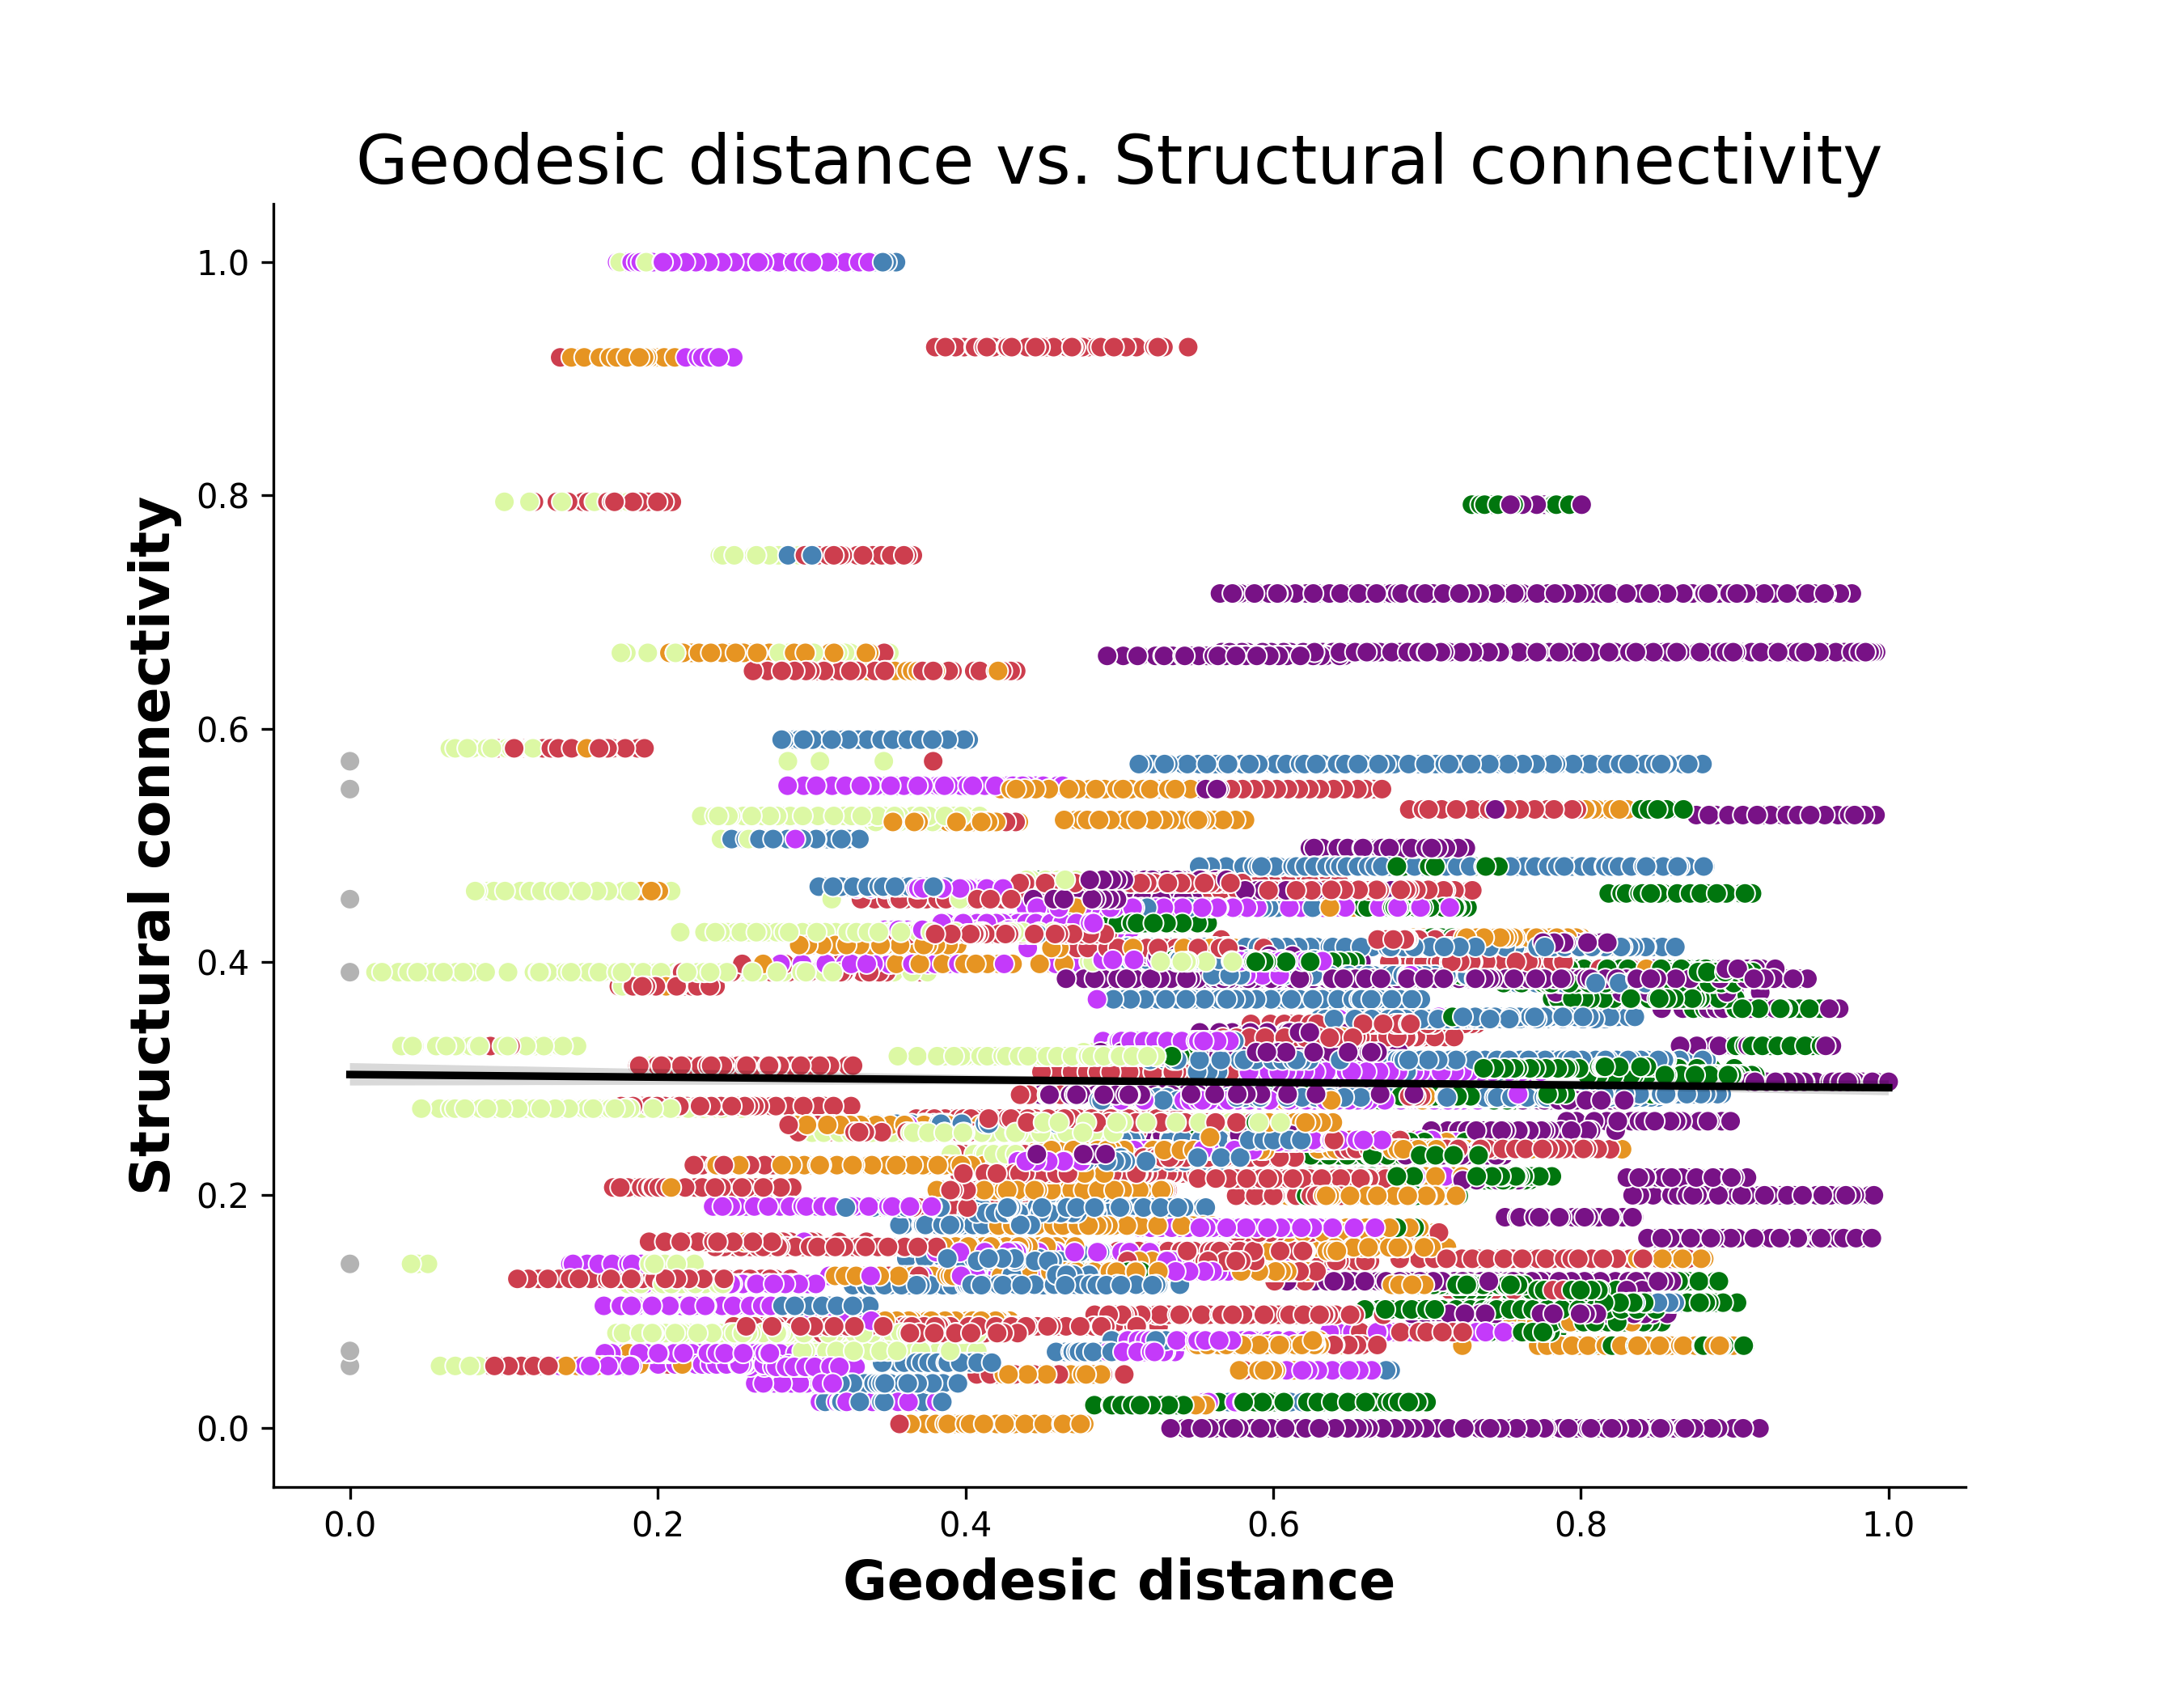 Geodesic distance vs. Structural connectivity
Structural connectivity
1.0
0.8
0.6
0.4
0.2
0.0
0.0 0.2 0.4 0.6 0.8 1.0
Geodesic distance